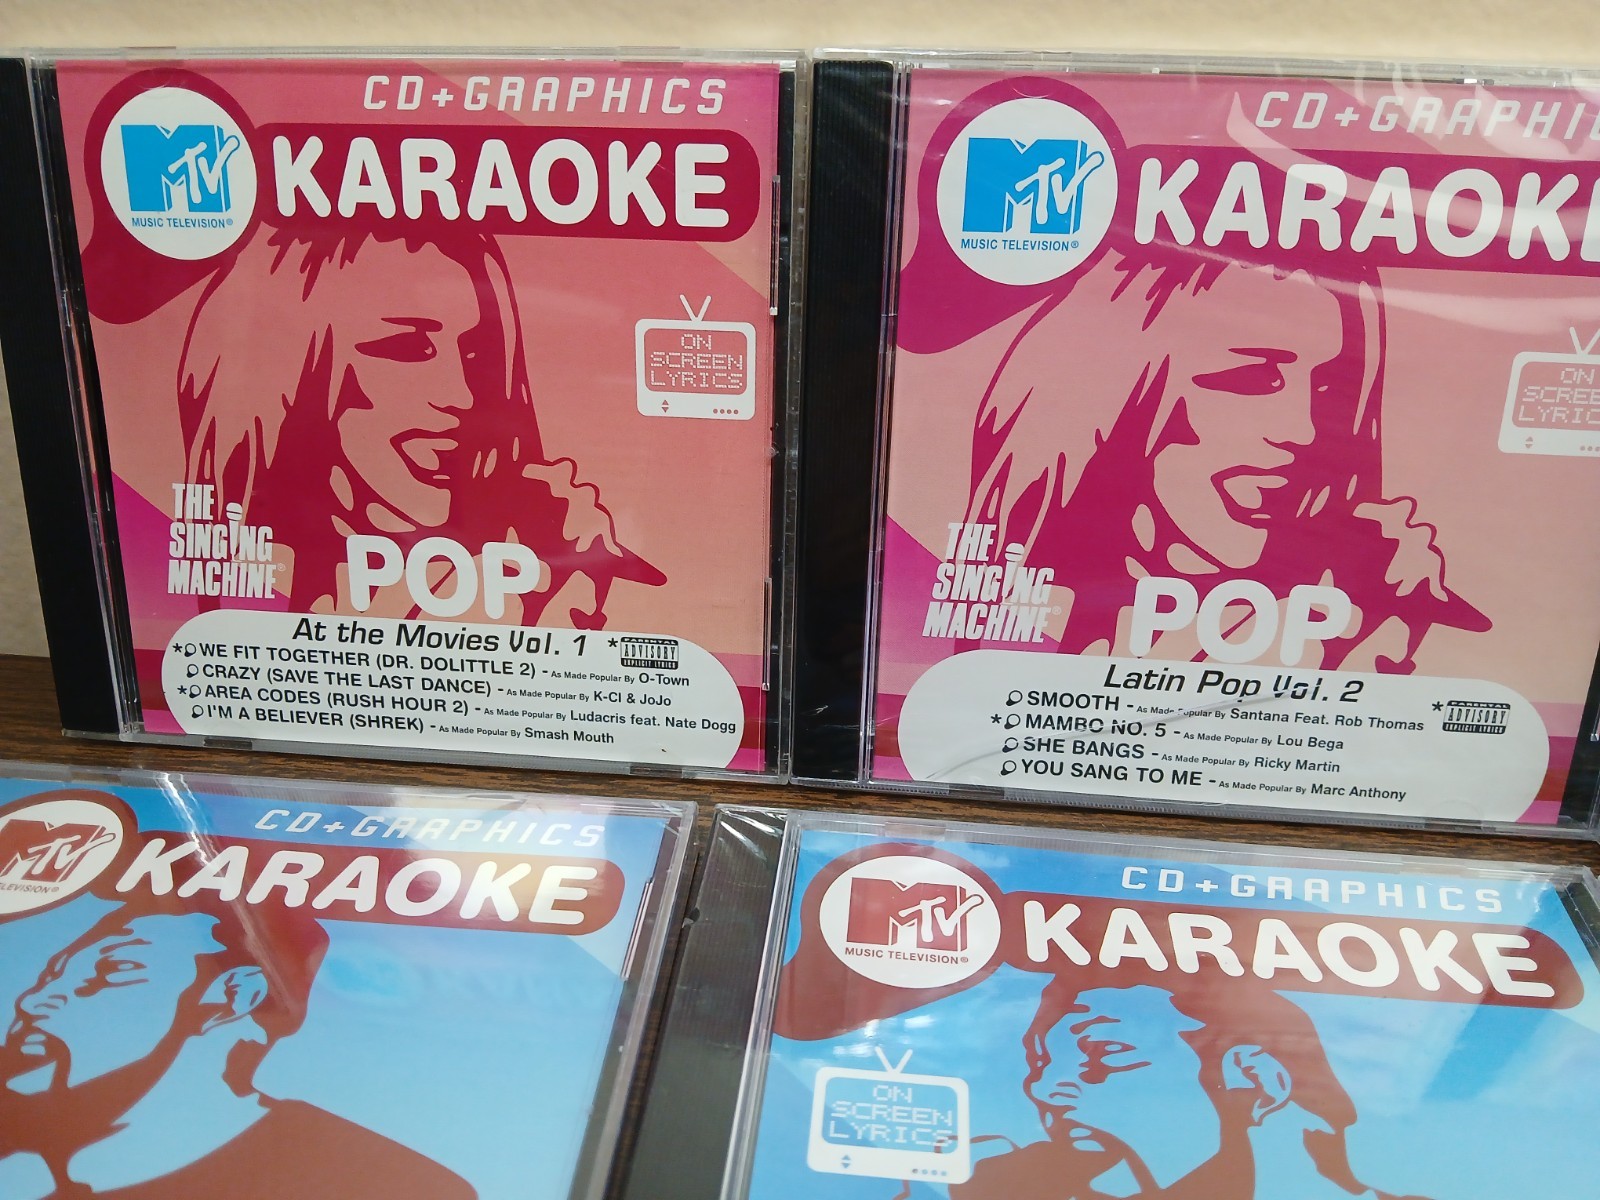 CD+GRAPHICS
MTV
MUSIC TELEVISION®
KARAOKE
ON
SCREEN
LYRICS
THE
SINGING
MACHINE®
POP
At the Movies Vol. 1
*PARENTAL
ADVISORY
EXPLICIT LYRICS
*WE FIT TOGETHER (DR. DOLITTLE 2) - As Made Popular By O-Town
CRAZY (SAVE THE LAST DANCE) - As Made Popular By K-CI & JoJo
*AREA CODES (RUSH HOUR 2) - As Made Popular By Ludacris feat. Nate Dogg
I'M A BELIEVER (SHREK) - As Made Popular By Smash Mouth
CD+GRAPHIC
MTV
MUSIC TELEVISION®
KARAOKE
ON
SCREE
LYRIC
THE
SINGING
MACHINE®
POP
Latin Pop Vol. 2
*PARENTAL
ADVISORY
EXPLICIT LYRICS
SMOOTH - As Made Popular By Santana Feat. Rob Thomas
*MAMBO NO. 5 - As Made Popular By Lou Bega
SHE BANGS - As Made Popular By Ricky Martin
YOU SANG TO ME - As Made Popular By Marc Anthony
CD+GRAPHICS
MTV
TELEVISION®
KARAOKE
CD+GRAPHICS
MTV
MUSIC TELEVISION®
KARAOKE
ON
SCREEN
LYRICS